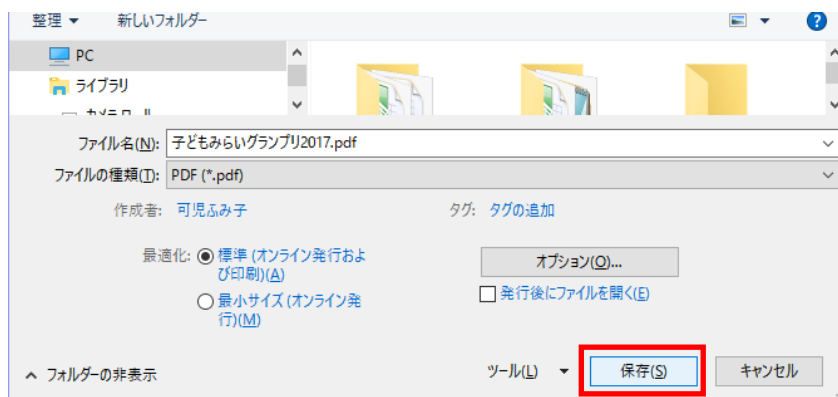 整理 ▼ 新しいフォルダー
PC
ライブラリ
カメラ ロール
ファイル名(N): 子どもみらいグランプリ2017.pdf
ファイルの種類(T): PDF (*.pdf)
作成者: 可児ふみ子 タグ: タグの追加
最適化: 標準 (オンライン発行およ
び印刷)(A)
オプション(O)...
最小サイズ (オンライン発
行)(M)
発行後にファイルを開く(E)
フォルダーの非表示 ツール(L) ▼ 保存(S) キャンセル